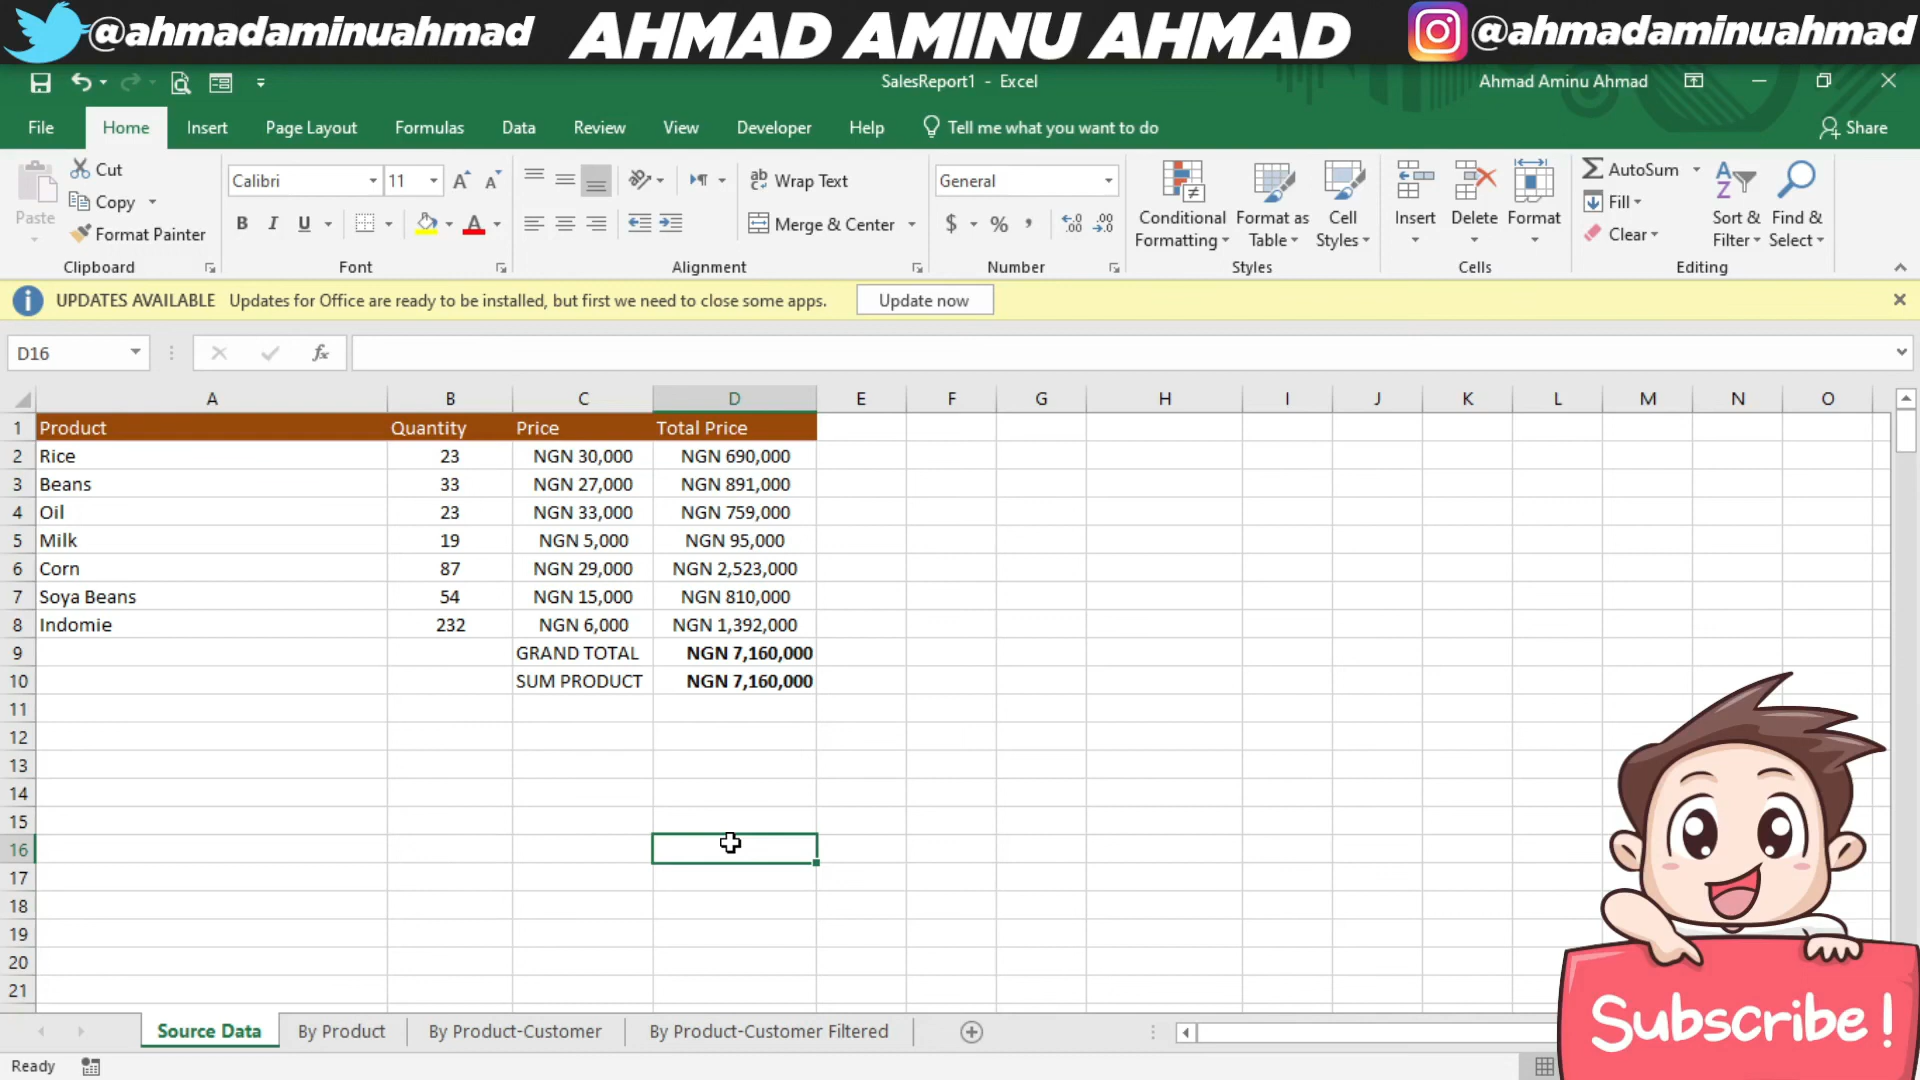 @ahmadaminuahmad AHMAD AMINU AHMAD @ahmadaminuahmad
SalesReport1 - Excel Ahmad Aminu Ahmad
File Home Insert Page Layout Formulas Data Review View Developer Help Tell me what you want to do Share
Paste
Cut
Copy
Format Painter
Clipboard
Calibri 11
B I U
Font
Wrap Text
Merge & Center
Alignment
General
$ % ,
Number
Conditional Formatting
Format as Table
Cell Styles
Styles
Insert Delete Format
Cells
AutoSum
Fill
Clear
Sort & Filter
Find & Select
Editing
UPDATES AVAILABLE Updates for Office are ready to be installed, but first we need to close some apps. Update now
D16 fx
A B C D E F G H I J K L M N O
1 Product Quantity Price Total Price
2 Rice 23 NGN 30,000 NGN 690,000
3 Beans 33 NGN 27,000 NGN 891,000
4 Oil 23 NGN 33,000 NGN 759,000
5 Milk 19 NGN 5,000 NGN 95,000
6 Corn 87 NGN 29,000 NGN 2,523,000
7 Soya Beans 54 NGN 15,000 NGN 810,000
8 Indomie 232 NGN 6,000 NGN 1,392,000
9 GRAND TOTAL NGN 7,160,000
10 SUM PRODUCT NGN 7,160,000
11
12
13
14
15
16
17
18
19
20
21
Source Data By Product By Product-Customer By Product-Customer Filtered
Ready
Subscribe!